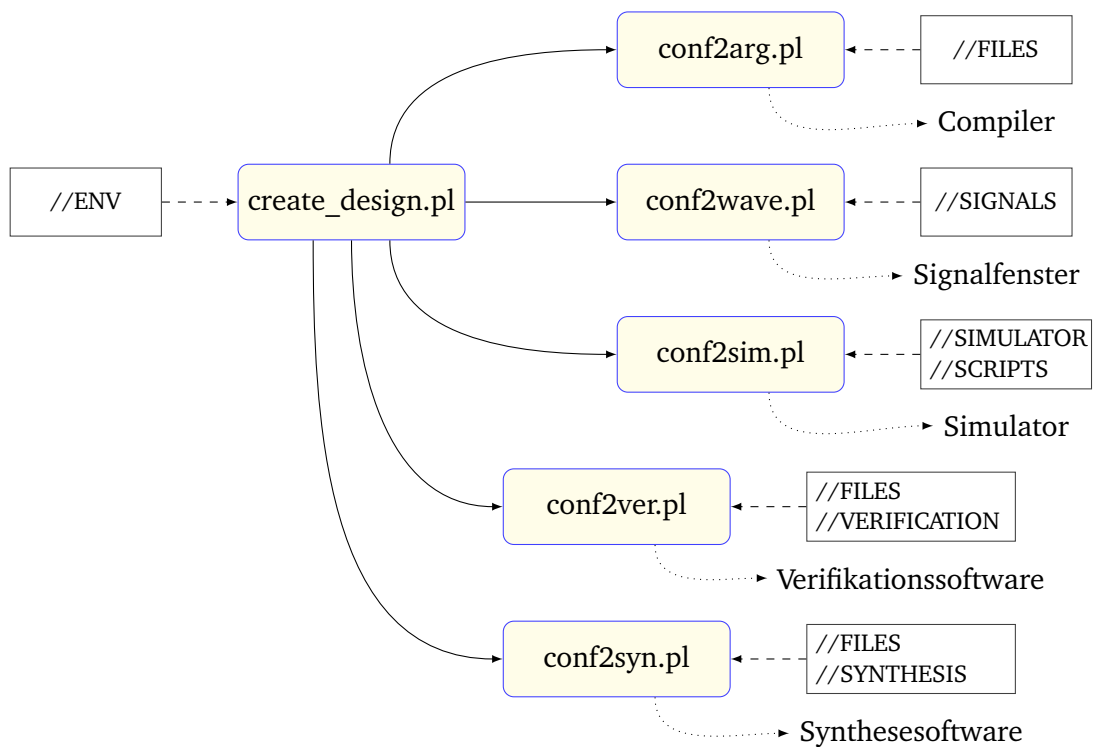 conf2arg.pl
//FILES
Compiler
//ENV
create_design.pl
conf2wave.pl
//SIGNALS
Signalfenster
conf2sim.pl
//SIMULATOR
//SCRIPTS
Simulator
conf2ver.pl
//FILES
//VERIFICATION
Verifikationssoftware
conf2syn.pl
//FILES
//SYNTHESIS
Synthesesoftware